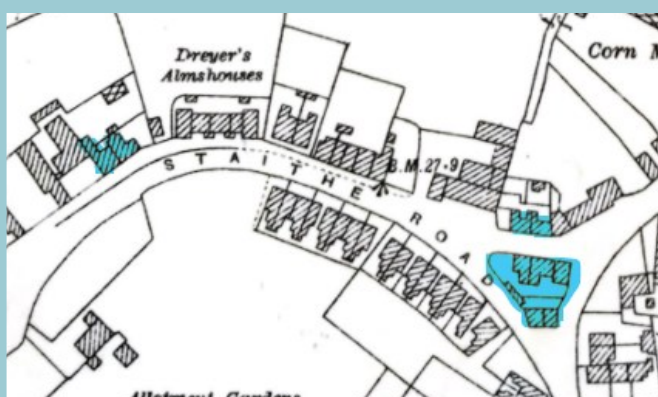 Dreyer's
Almshouses
Corn
B.M. 27·9
STAITHE ROAD
Allotment Gardens